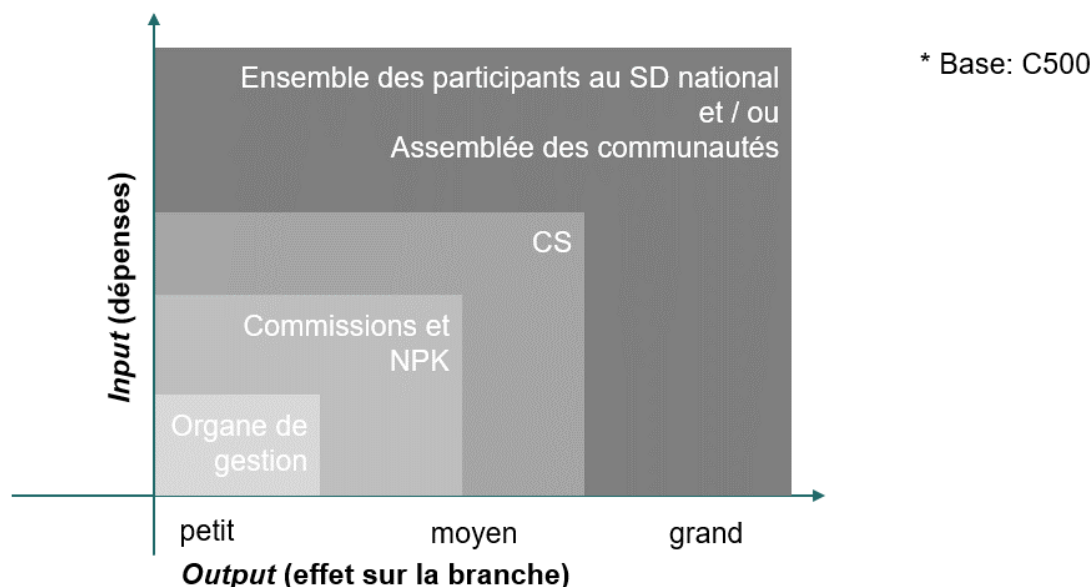 Ensemble des participants au SD national
et / ou
Assemblée des communautés
* Base: C500
CS
Commissions et
NPK
Organe de
gestion
Input (dépenses)
petit
moyen
grand
Output (effet sur la branche)